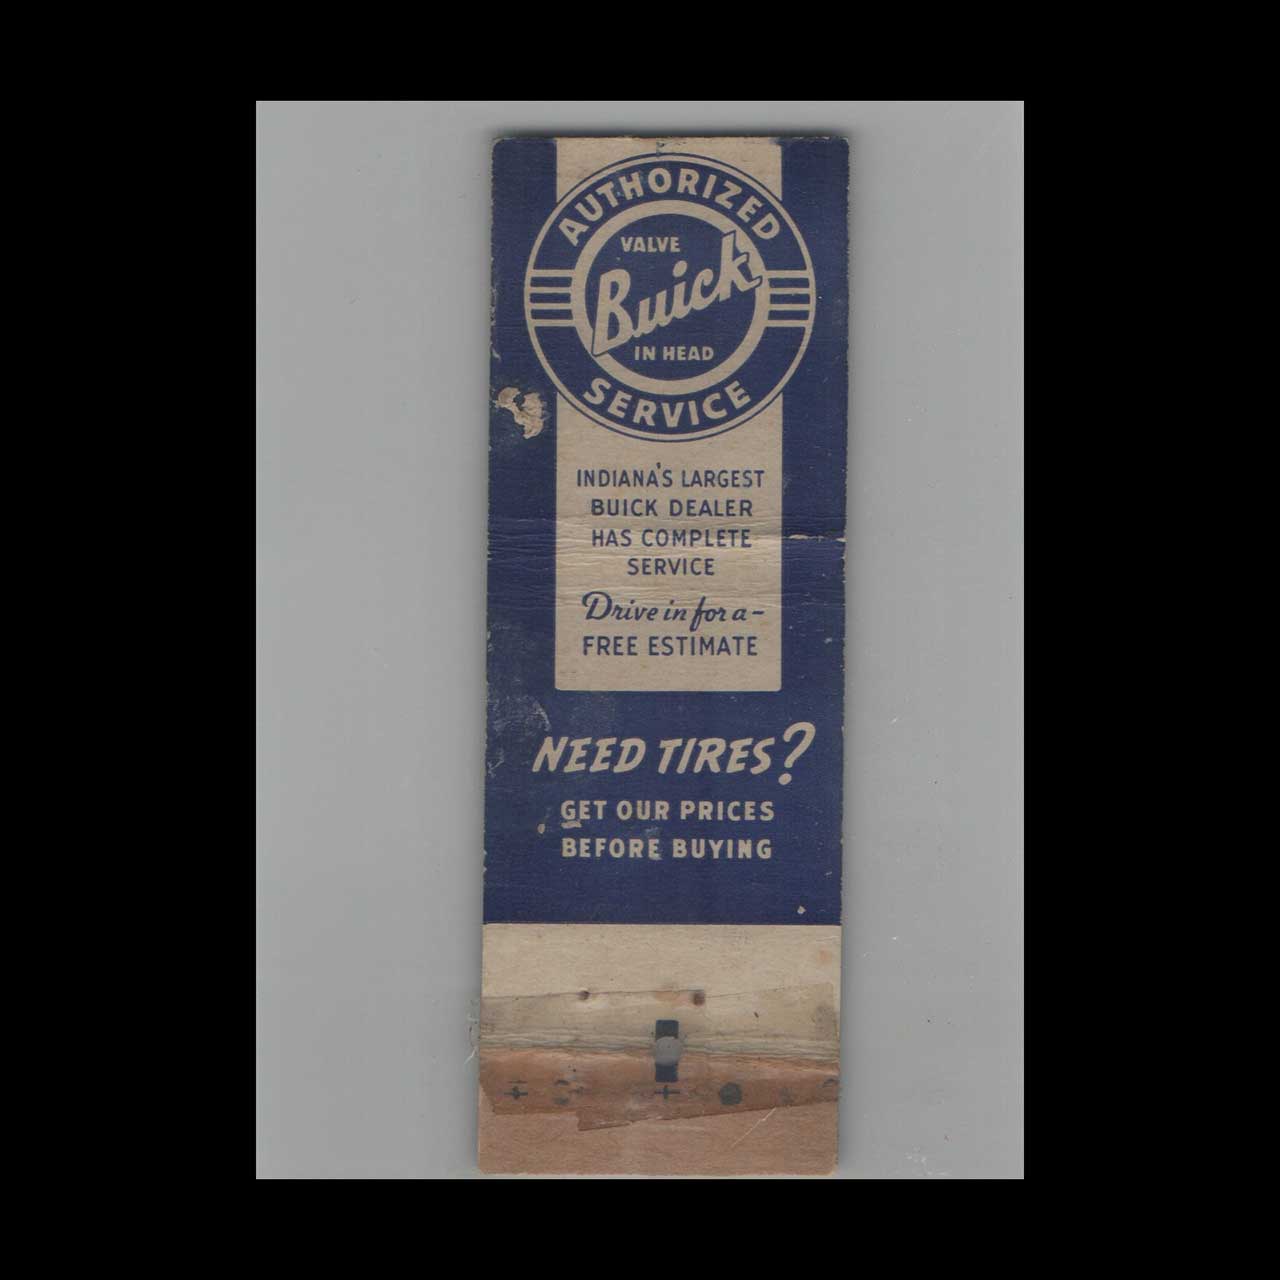 AUTHORIZED
VALVE
Buick
IN HEAD
SERVICE
INDIANA'S LARGEST
BUICK DEALER
HAS COMPLETE
SERVICE
Drive in for a-
FREE ESTIMATE
NEED TIRES?
GET OUR PRICES
BEFORE BUYING